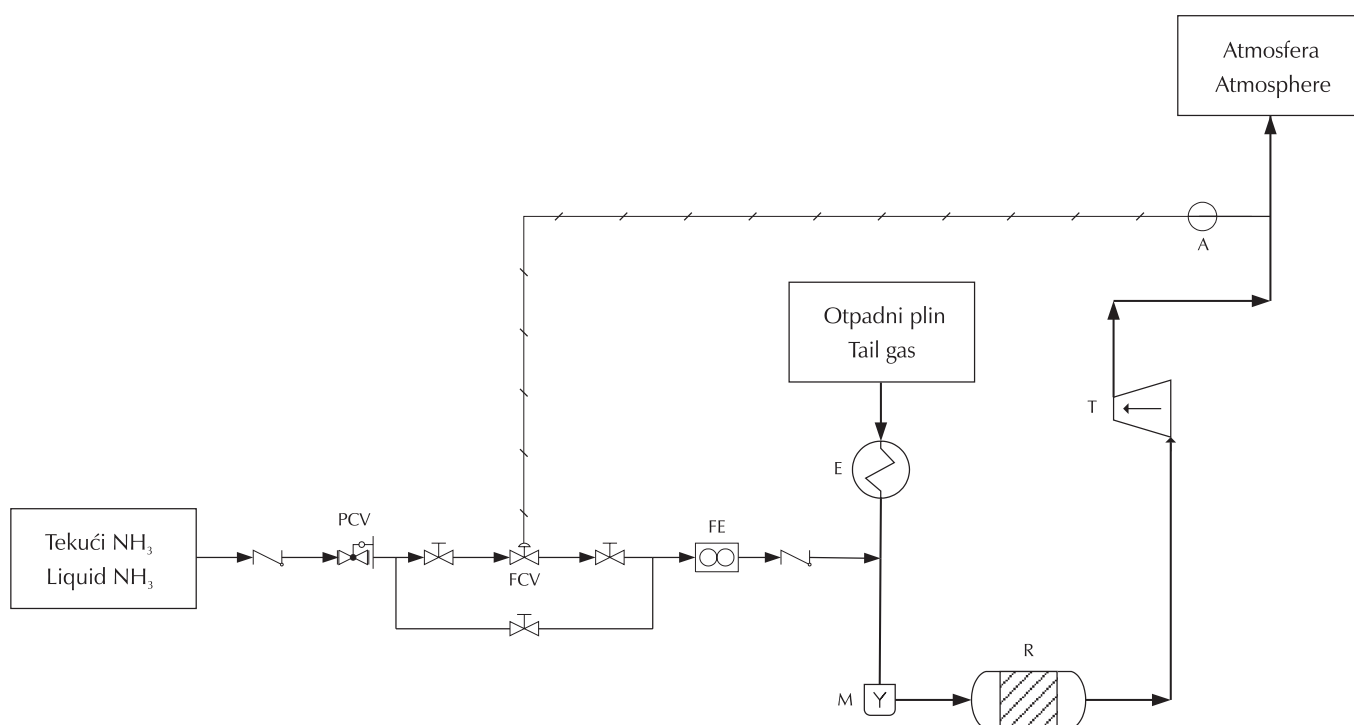 Atmosfera
Atmosphere
A
Otpadni plin
Tail gas
T
E
PCV
FE
Tekući NH₃
Liquid NH₃
FCV
R
M
Y